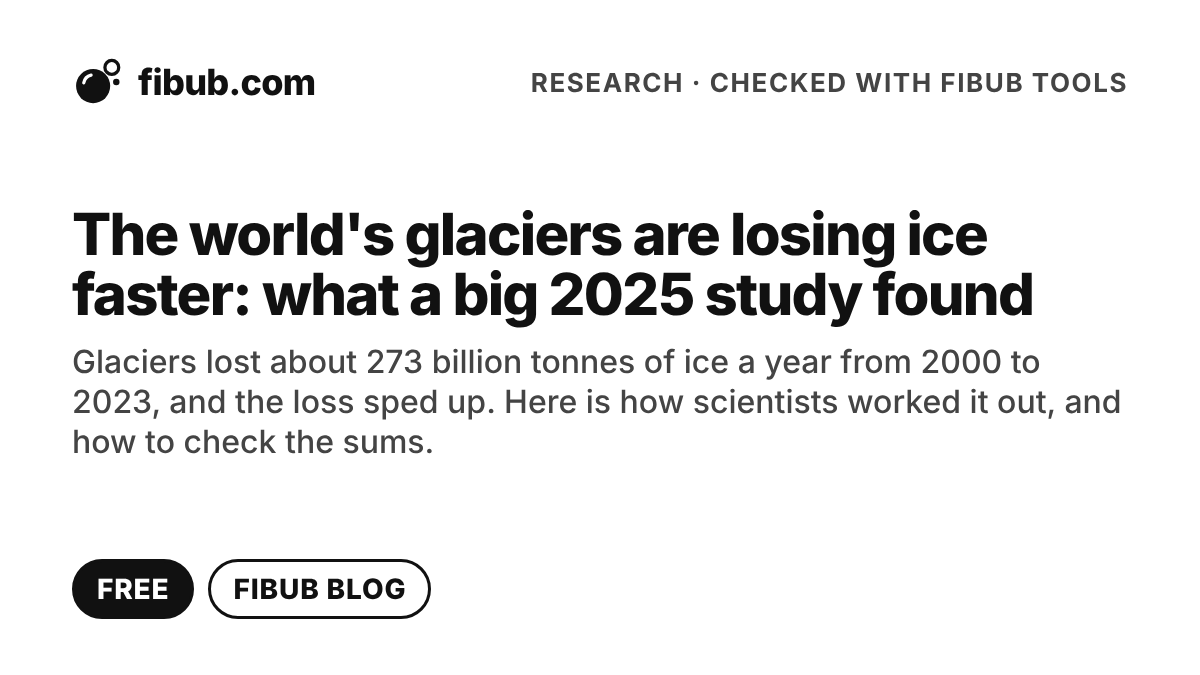 fibub.com
RESEARCH · CHECKED WITH FIBUB TOOLS
The world's glaciers are losing ice
faster: what a big 2025 study found
Glaciers lost about 273 billion tonnes of ice a year from 2000 to
2023, and the loss sped up. Here is how scientists worked it out, and
how to check the sums.
FREE
FIBUB BLOG